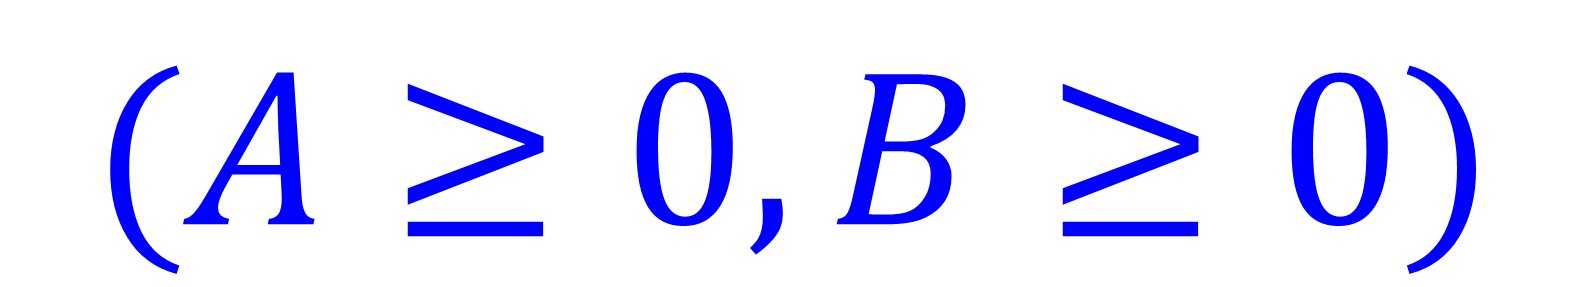 (A ≥ 0, B ≥ 0)